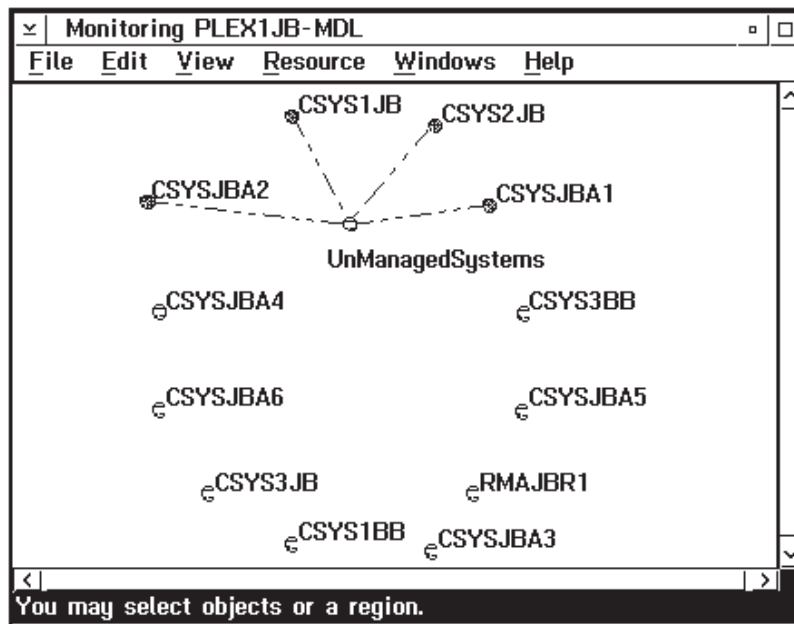 Monitoring PLEX1JB-MDL
File Edit View Resource Windows Help
CSYS1JB CSYS2JB
CSYSJBA2 CSYSJBA1
UnManagedSystems
CSYSJBA4 CSYS3BB
CSYSJBA6 CSYSJBA5
CSYS3JB RMAJBR1
CSYS1BB CSYSJBA3
You may select objects or a region.